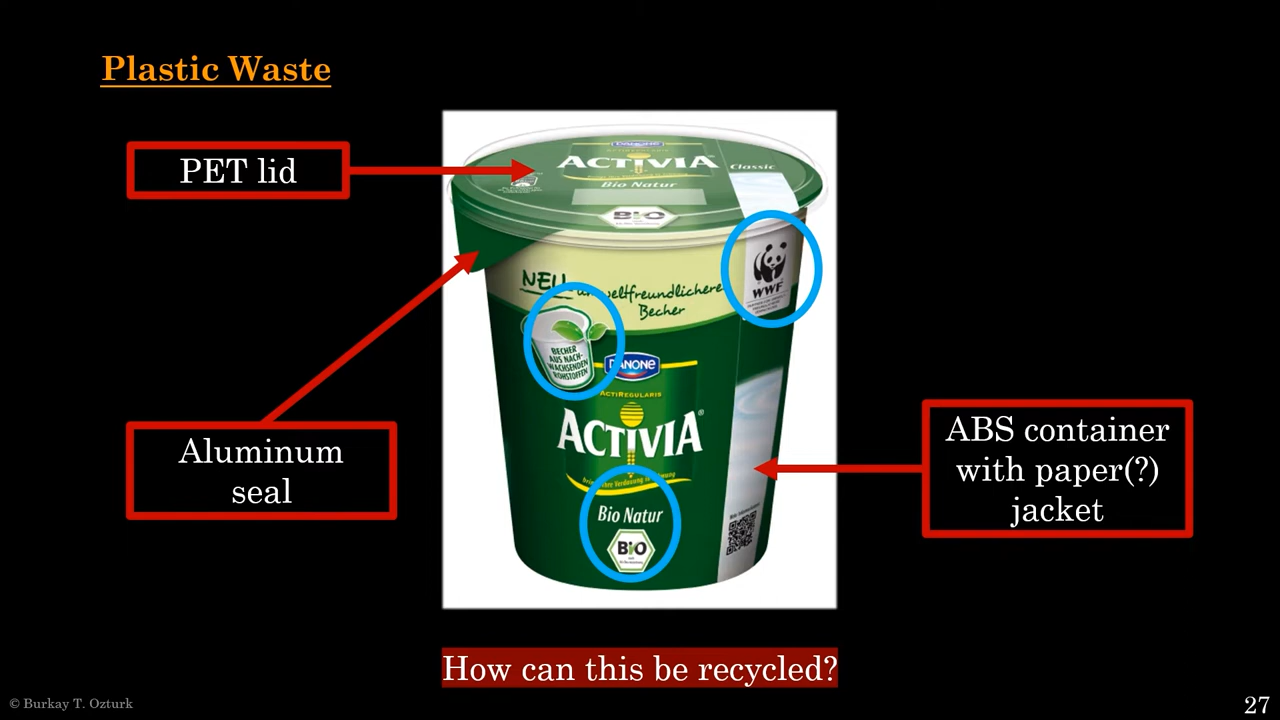 Plastic Waste
PET lid
Aluminum
seal
ABS container
with paper(?)
jacket
DANONE
ACTIVIA
Classic
Bio Natur
BIO
NEU umweltfreundlichere
Becher
WWF
BECHER
AUS NACH-
WACHSENDEN
ROHSTOFFEN
DANONE
ACTIREGULARIS
ACTIVIA®
Bio Natur
BIO
How can this be recycled?
© Burkay T. Ozturk
27